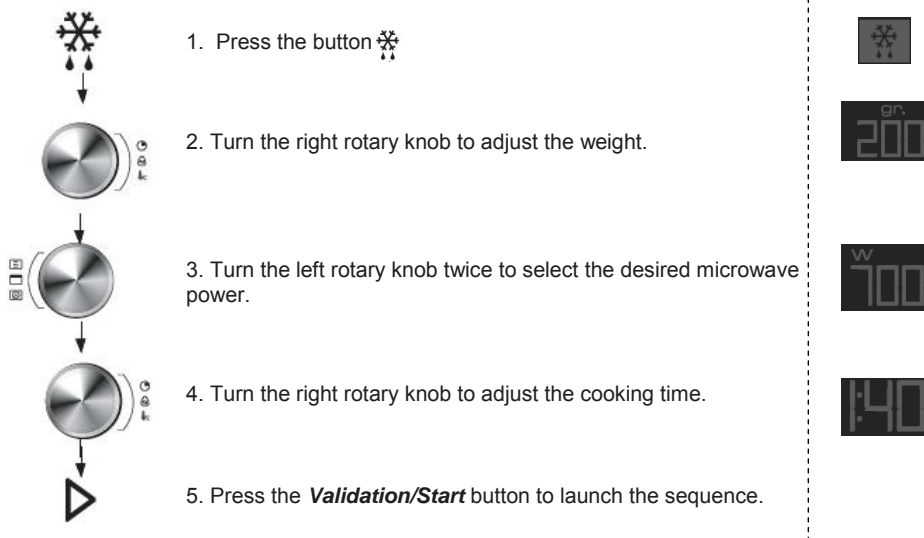 1. Press the button
2. Turn the right rotary knob to adjust the weight.
gr.
200
3. Turn the left rotary knob twice to select the desired microwave
power.
W
700
4. Turn the right rotary knob to adjust the cooking time.
1:40
5. Press the Validation/Start button to launch the sequence.